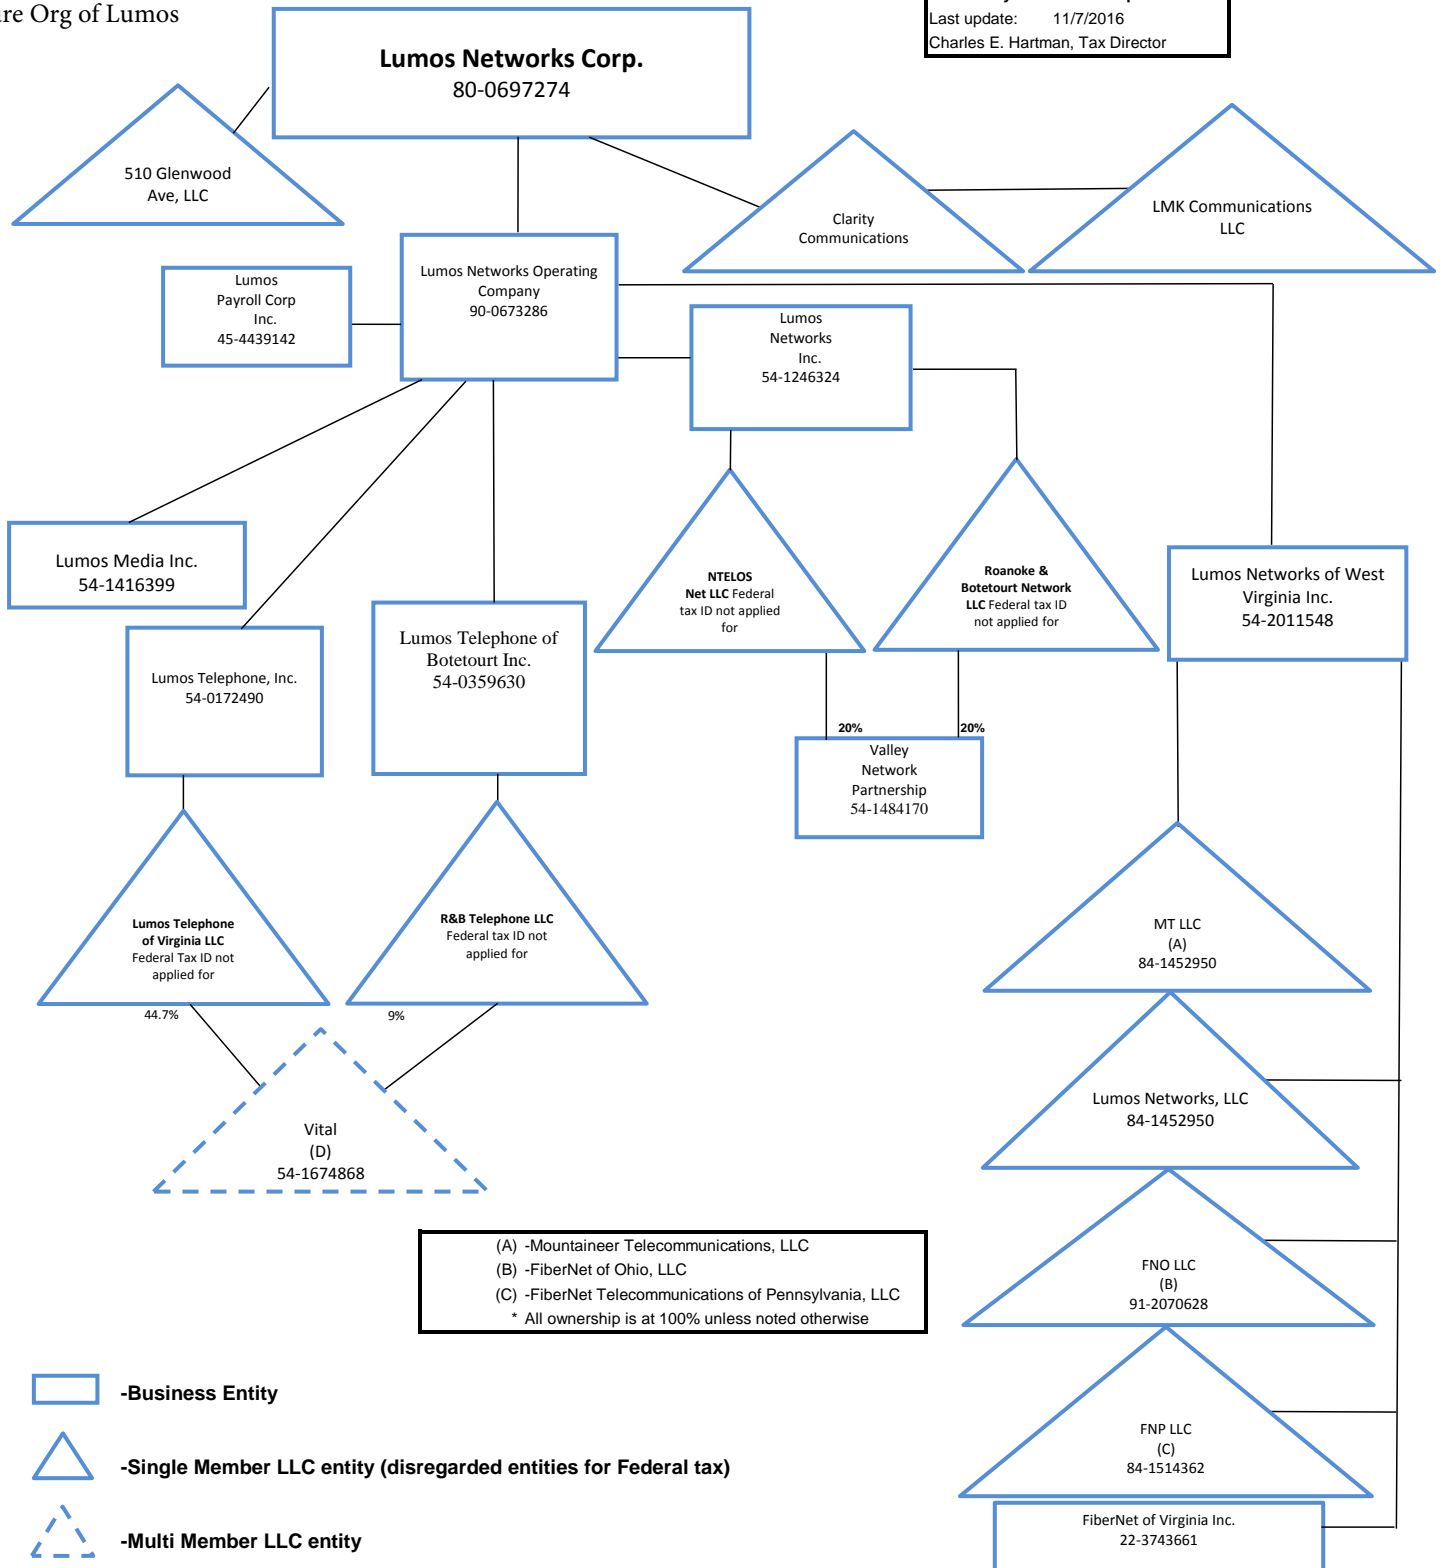 re Org of Lumos
Last update: 11/7/2016
Charles E. Hartman, Tax Director
Lumos Networks Corp.
80-0697274
510 Glenwood
Ave, LLC
Clarity
Communications
LMK Communications
LLC
Lumos
Payroll Corp
Inc.
45-4439142
Lumos Networks Operating
Company
90-0673286
Lumos
Networks
Inc.
54-1246324
Lumos Media Inc.
54-1416399
Lumos Telephone, Inc.
54-0172490
Lumos Telephone of
Botetourt Inc.
54-0359630
NTELOS
Net LLC Federal
tax ID not applied
for
Roanoke &
Botetourt Network
LLC Federal tax ID
not applied for
Lumos Networks of West
Virginia Inc.
54-2011548
20%
20%
Valley
Network
Partnership
54-1484170
Lumos Telephone
of Virginia LLC
Federal Tax ID not
applied for
R&B Telephone LLC
Federal tax ID not
applied for
44.7%
9%
Vital
(D)
54-1674868
MT LLC
(A)
84-1452950
Lumos Networks, LLC
84-1452950
FNO LLC
(B)
91-2070628
FNP LLC
(C)
84-1514362
FiberNet of Virginia Inc.
22-3743661
(A) -Mountaineer Telecommunications, LLC
(B) -FiberNet of Ohio, LLC
(C) -FiberNet Telecommunications of Pennsylvania, LLC
* All ownership is at 100% unless noted otherwise
-Business Entity
-Single Member LLC entity (disregarded entities for Federal tax)
-Multi Member LLC entity